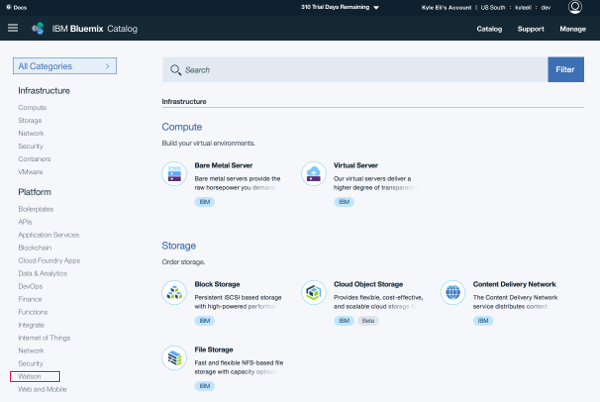 Docs
310 Trial Days Remaining
Kyle Eli's Account | US South : kyleeli : dev
IBM Bluemix Catalog
Catalog
Support
Manage
All Categories
Search
Filter
Infrastructure
Compute
Storage
Network
Security
Containers
VMware
Platform
Boilerplates
APIs
Application Services
Blockchain
Cloud Foundry Apps
Data & Analytics
DevOps
Finance
Functions
Integrate
Internet of Things
Network
Security
Watson
Web and Mobile
Infrastructure
Compute
Build your virtual environments.
Bare Metal Server
Bare metal servers provide the
raw horsepower you demand
IBM
Virtual Server
Our virtual servers deliver a
higher degree of transparenc
IBM
Storage
Order storage.
Block Storage
Persistent iSCSI based storage
with high-powered performan
IBM
Cloud Object Storage
Provides flexible, cost-effective,
and scalable cloud storage
IBM
Beta
Content Delivery Network
The Content Delivery Network
service distributes content
IBM
File Storage
Fast and flexible NFS-based file
storage with capacity options
IBM